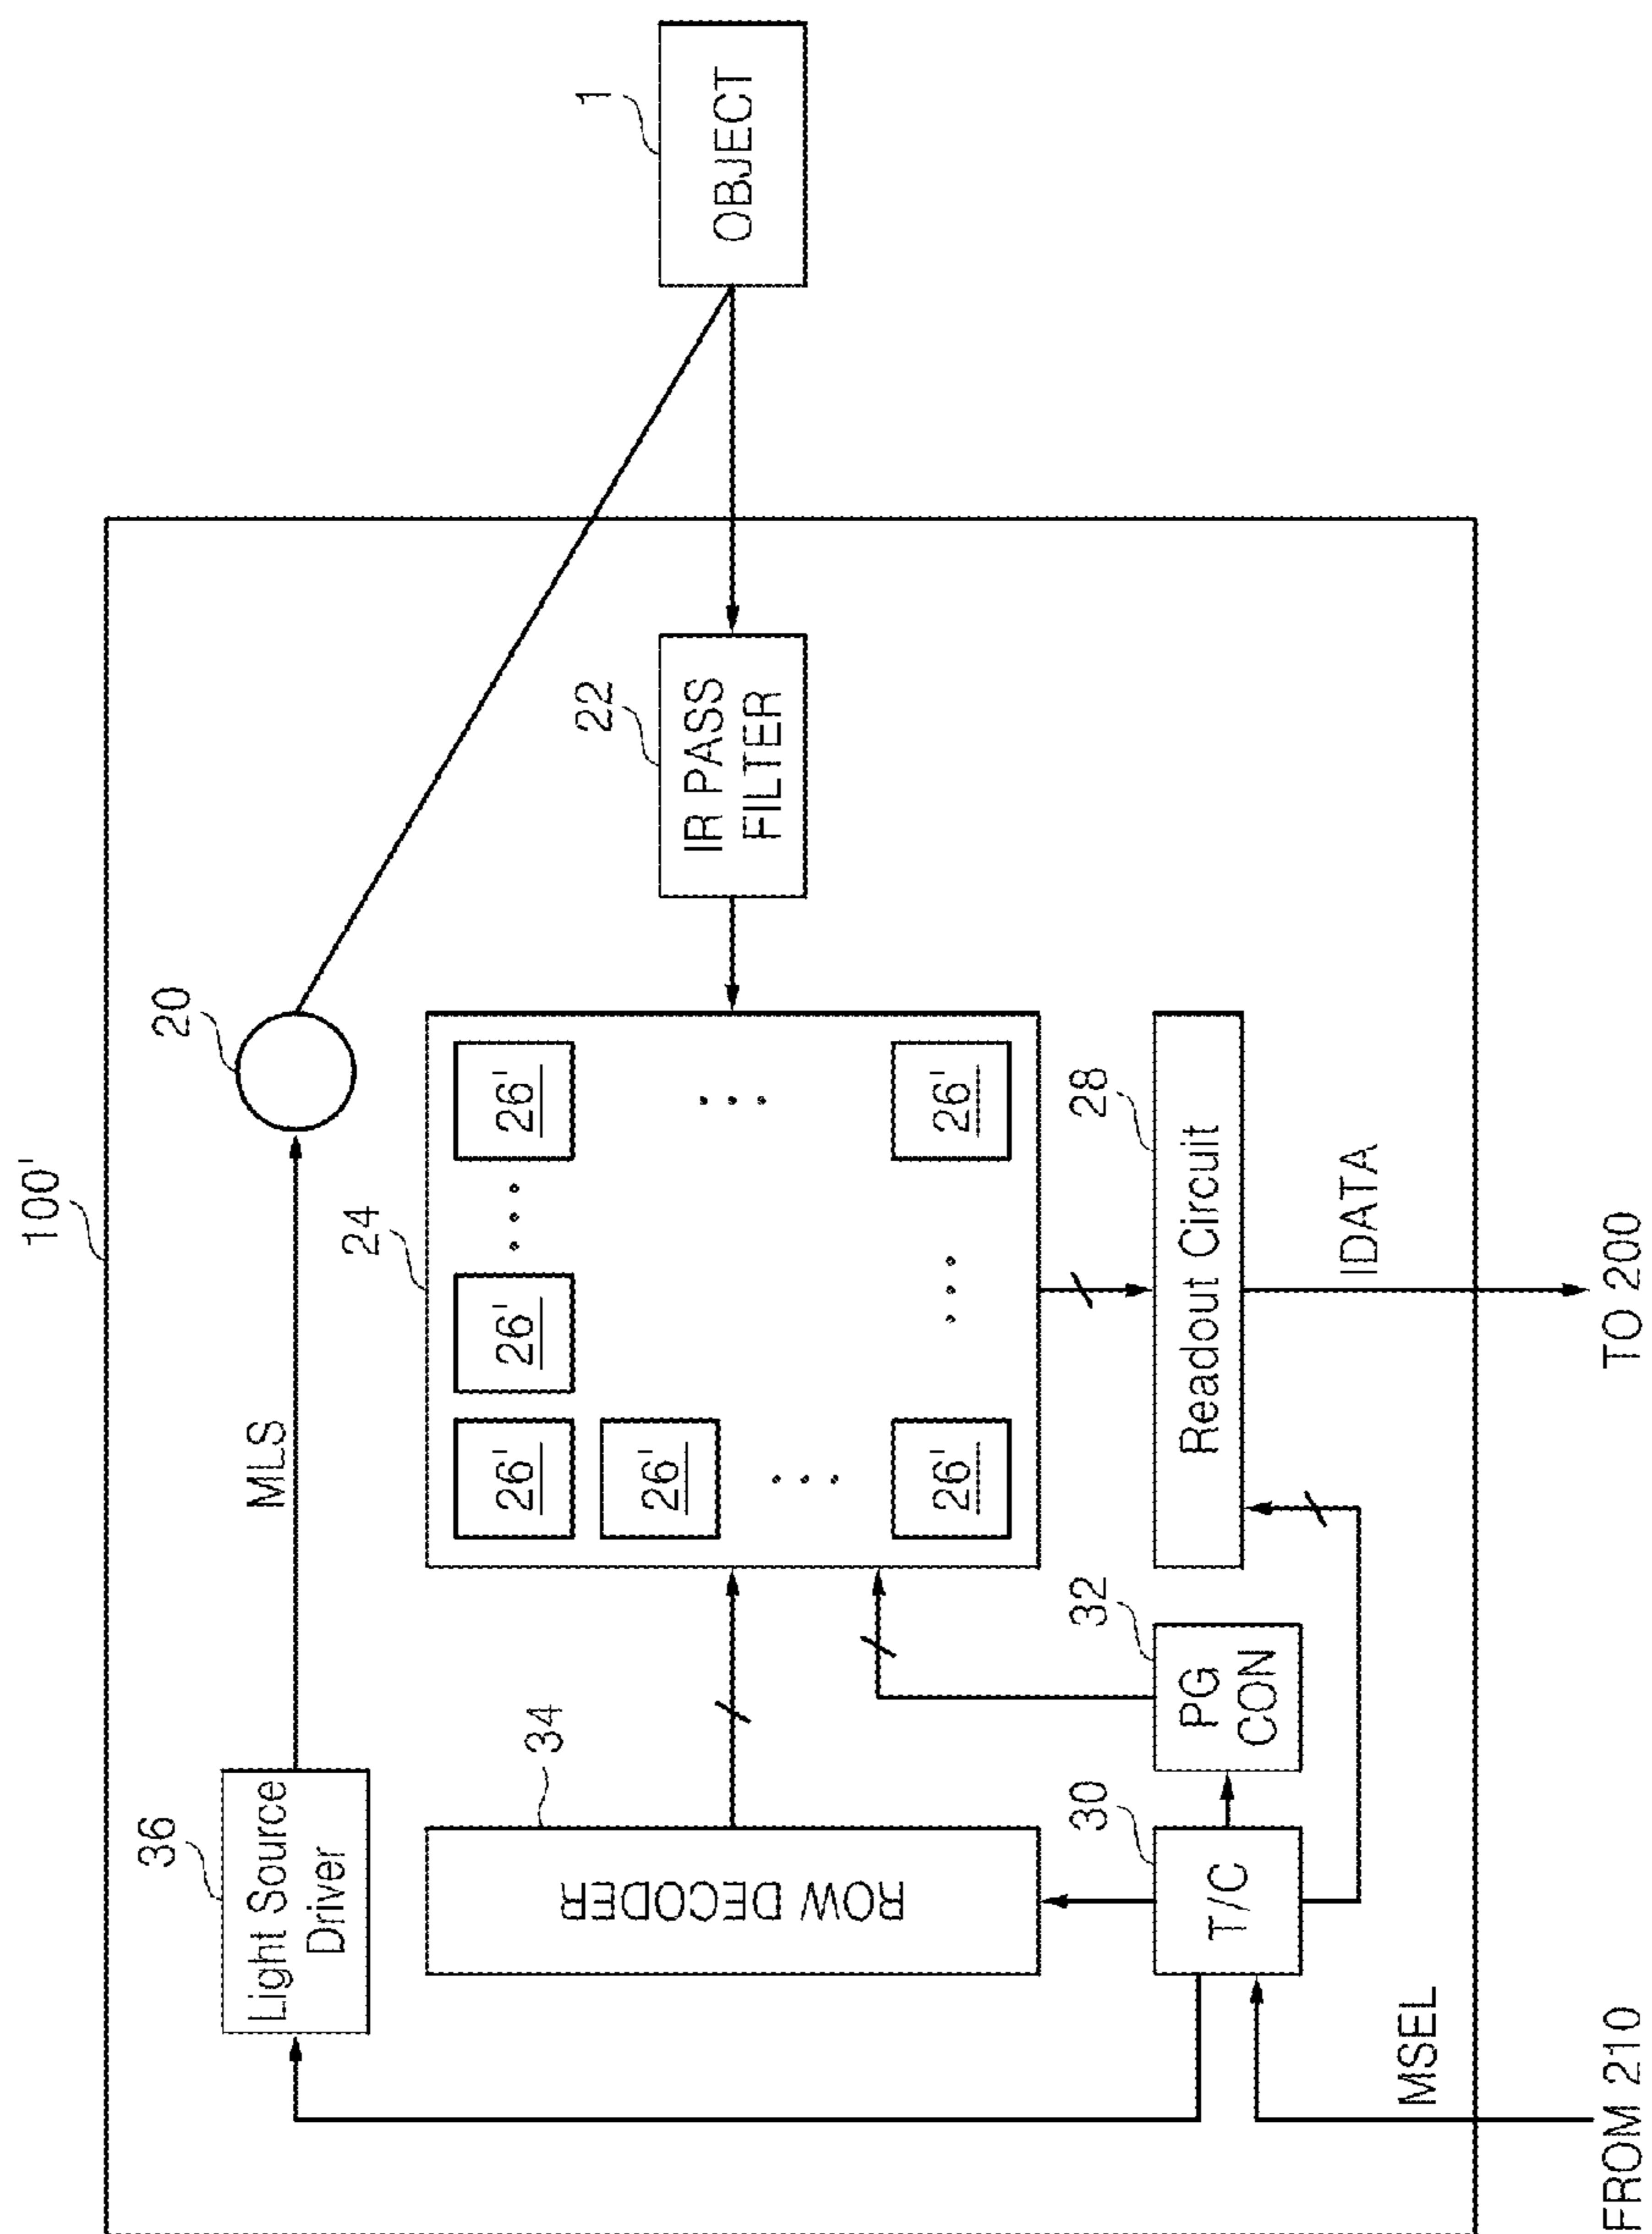 100'
36
Light Source
Driver
MLS
20
24
26'
26'
...
26'
34
ROW DECODER
26'
...
...
26'
...
26'
22
IR PASS
FILTER
1
OBJECT
30
T/C
32
PG
CON
28
Readout Circuit
MSEL
IDATA
FROM 210
TO 200